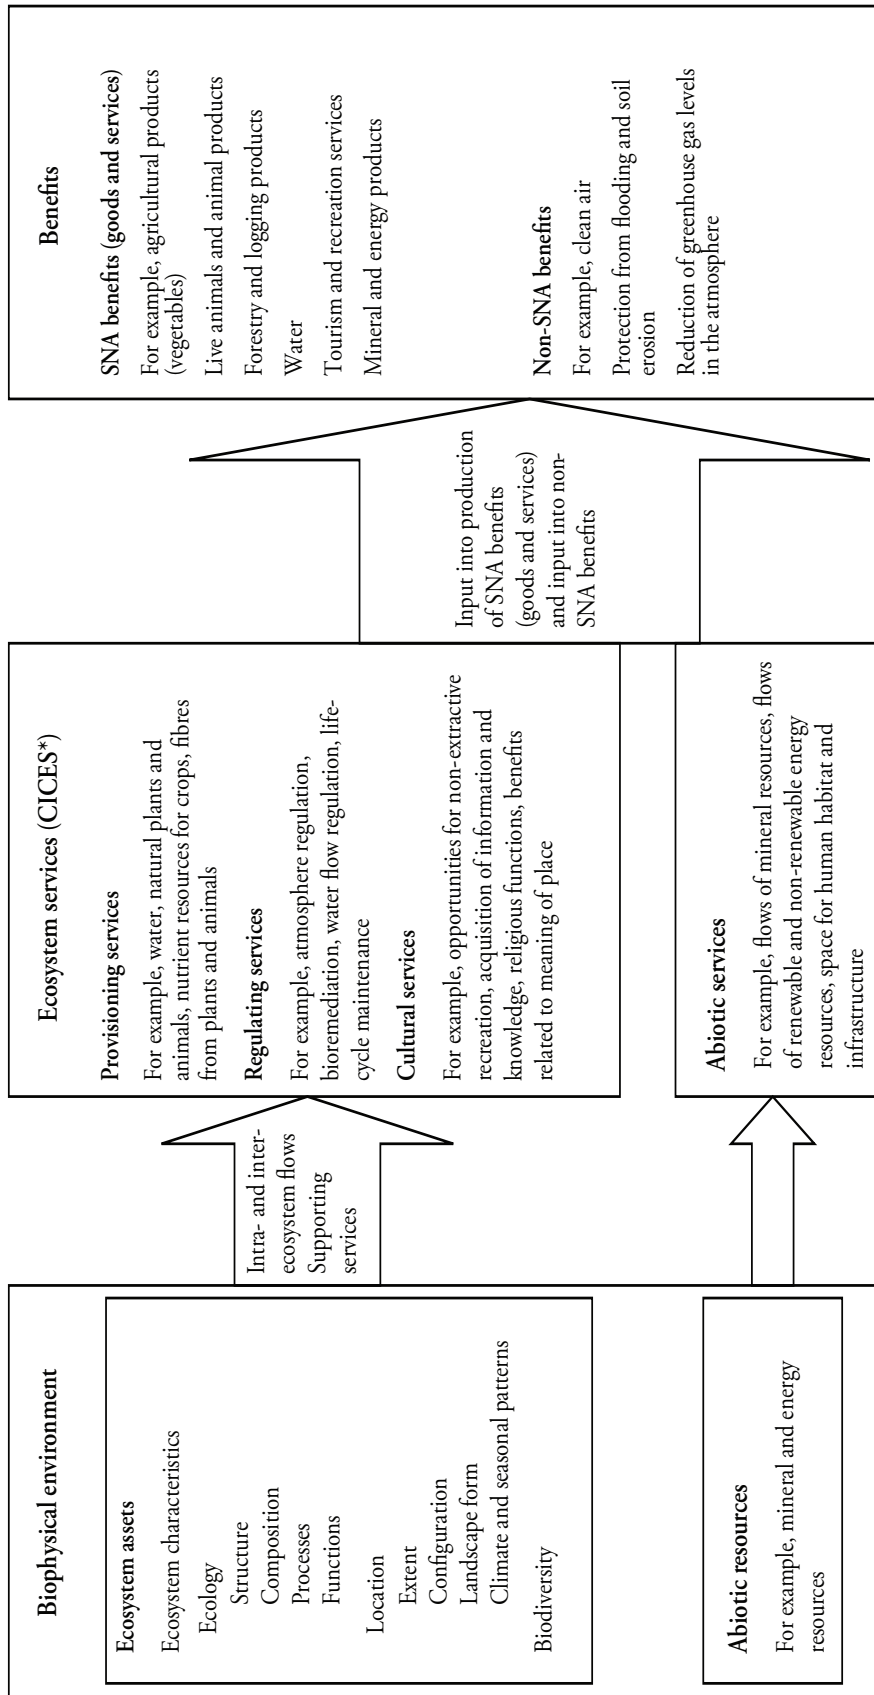 Biophysical environment
Ecosystem assets
Ecosystem characteristics
Ecology
Structure
Composition
Processes
Functions
Location
Extent
Configuration
Landscape form
Climate and seasonal patterns
Biodiversity
Abiotic resources
For example, mineral and energy
resources
Intra- and inter-
ecosystem flows
Supporting
services
Ecosystem services (CICES*)
Provisioning services
For example, water, natural plants and
animals, nutrient resources for crops, fibres
from plants and animals
Regulating services
For example, atmosphere regulation,
bioremediation, water flow regulation, life-
cycle maintenance
Cultural services
For example, opportunities for non-extractive
recreation, acquisition of information and
knowledge, religious functions, benefits
related to meaning of place
Abiotic services
For example, flows of mineral resources, flows
of renewable and non-renewable energy
resources, space for human habitat and
infrastructure
Input into production
of SNA benefits
(goods and services)
and input into non-
SNA benefits
Benefits
SNA benefits (goods and services)
For example, agricultural products
(vegetables)
Live animals and animal products
Forestry and logging products
Water
Tourism and recreation services
Mineral and energy products
Non-SNA benefits
For example, clean air
Protection from flooding and soil
erosion
Reduction of greenhouse gas levels
in the atmosphere